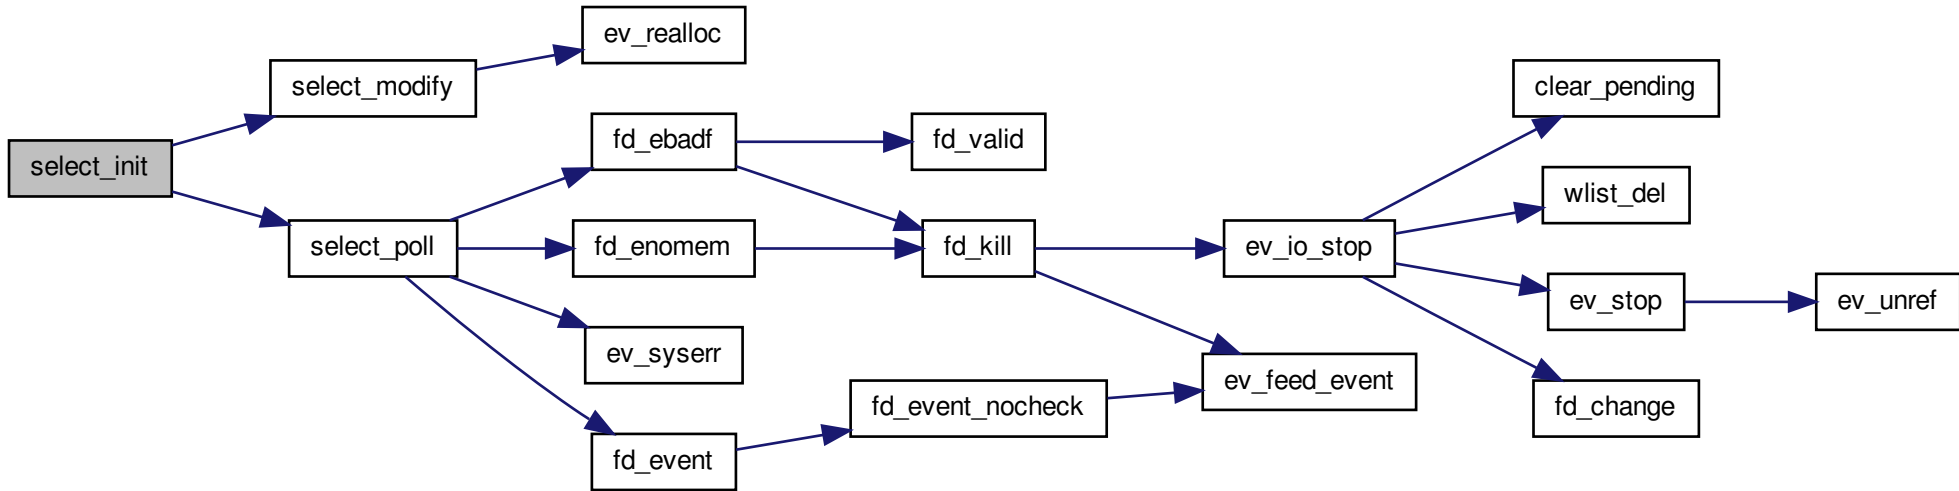 select_init
select_modify
ev_realloc
select_poll
fd_ebadf
fd_valid
fd_enomem
fd_kill
ev_syserr
fd_event
fd_event_nocheck
ev_feed_event
ev_io_stop
clear_pending
wlist_del
ev_stop
ev_unref
fd_change